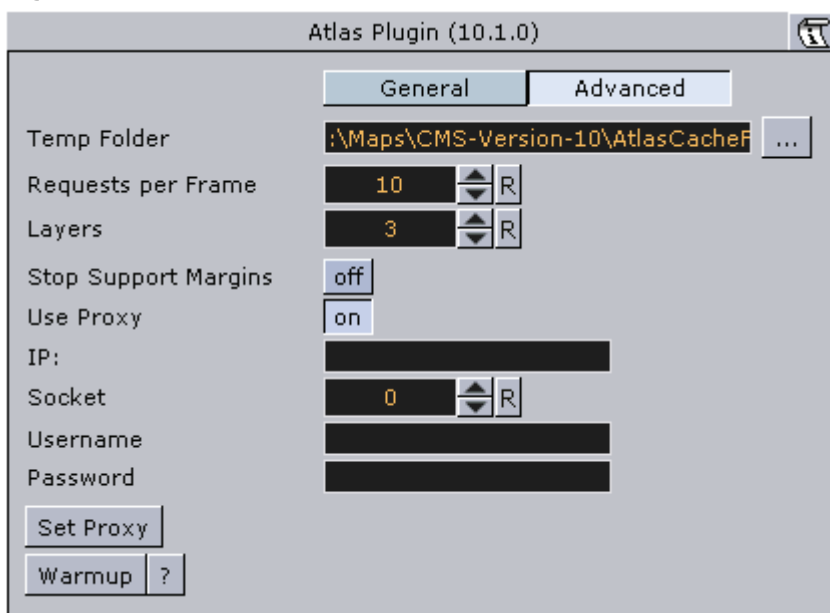 Atlas Plugin (10.1.0)
General Advanced
Temp Folder :\Maps\CMS-Version-10\AtlasCacheF ...
Requests per Frame 10 R
Layers 3 R
Stop Support Margins off
Use Proxy on
IP:
Socket 0 R
Username
Password
Set Proxy
Warmup ?